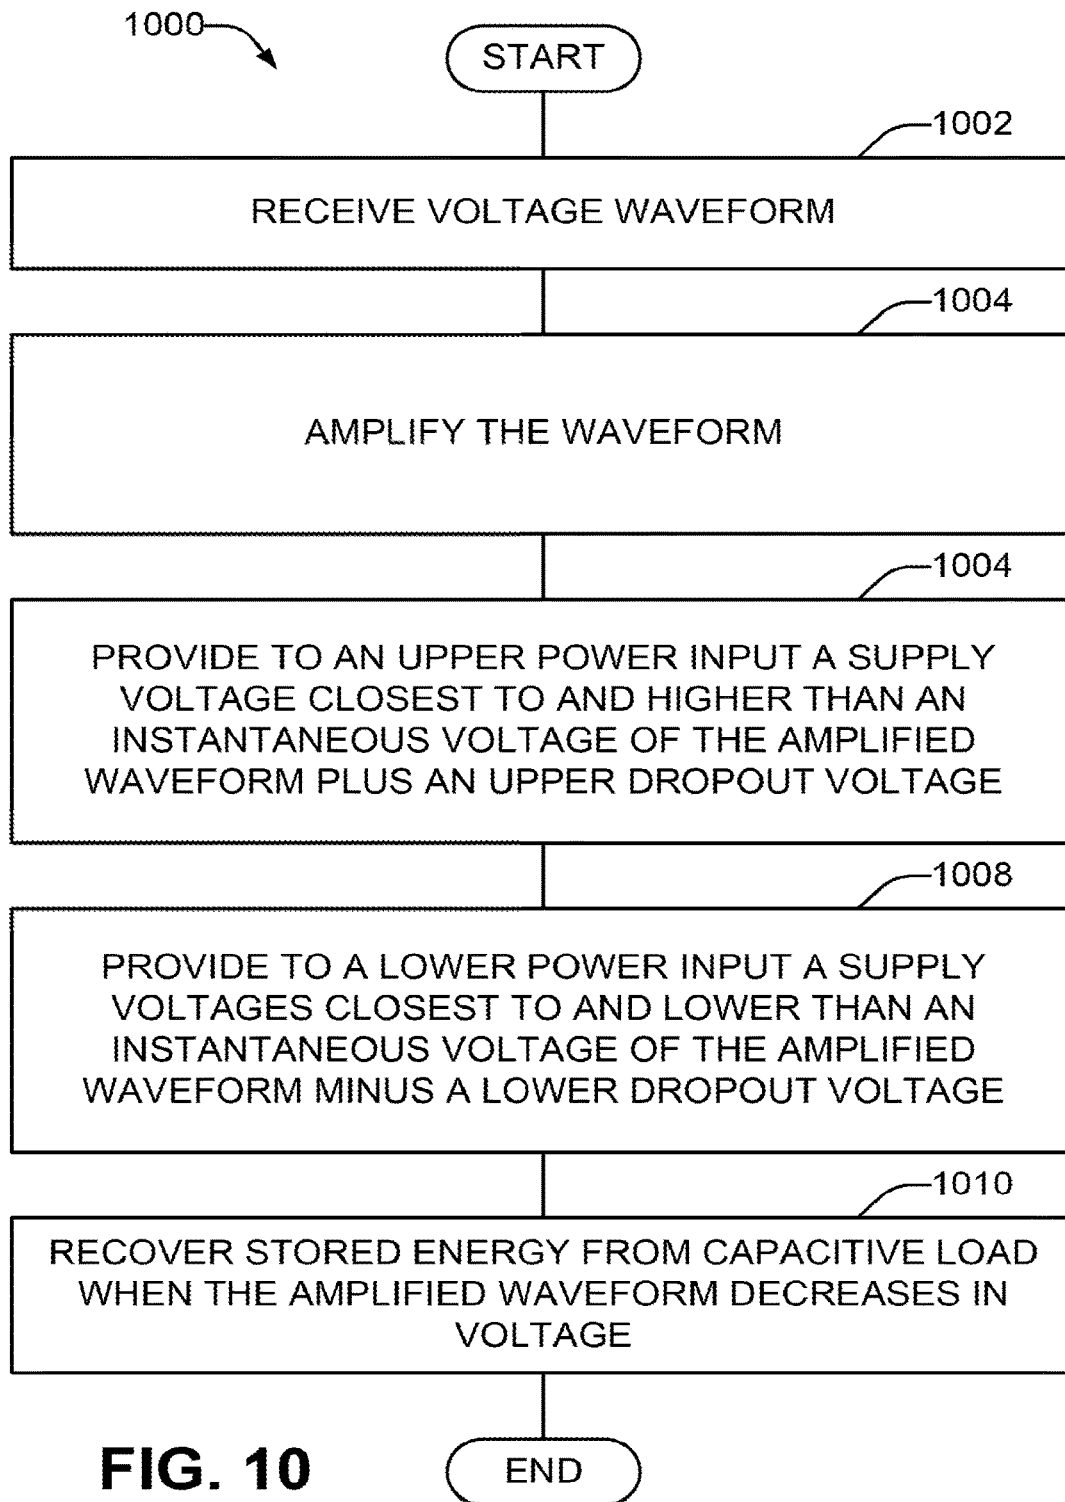 1000
START
1002
RECEIVE VOLTAGE WAVEFORM
1004
AMPLIFY THE WAVEFORM
1004
PROVIDE TO AN UPPER POWER INPUT A SUPPLY
VOLTAGE CLOSEST TO AND HIGHER THAN AN
INSTANTANEOUS VOLTAGE OF THE AMPLIFIED
WAVEFORM PLUS AN UPPER DROPOUT VOLTAGE
1008
PROVIDE TO A LOWER POWER INPUT A SUPPLY
VOLTAGES CLOSEST TO AND LOWER THAN AN
INSTANTANEOUS VOLTAGE OF THE AMPLIFIED
WAVEFORM MINUS A LOWER DROPOUT VOLTAGE
1010
RECOVER STORED ENERGY FROM CAPACITIVE LOAD
WHEN THE AMPLIFIED WAVEFORM DECREASES IN
VOLTAGE
FIG. 10
END